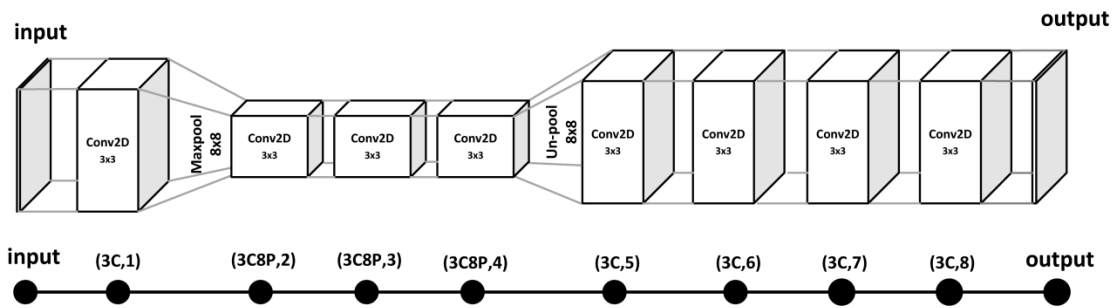 input
output
Conv2D
3x3
Maxpool
8x8
Conv2D
3x3
Conv2D
3x3
Conv2D
3x3
Un-pool
8x8
Conv2D
3x3
Conv2D
3x3
Conv2D
3x3
Conv2D
3x3
input
(3C,1)
(3C8P,2)
(3C8P,3)
(3C8P,4)
(3C,5)
(3C,6)
(3C,7)
(3C,8)
output